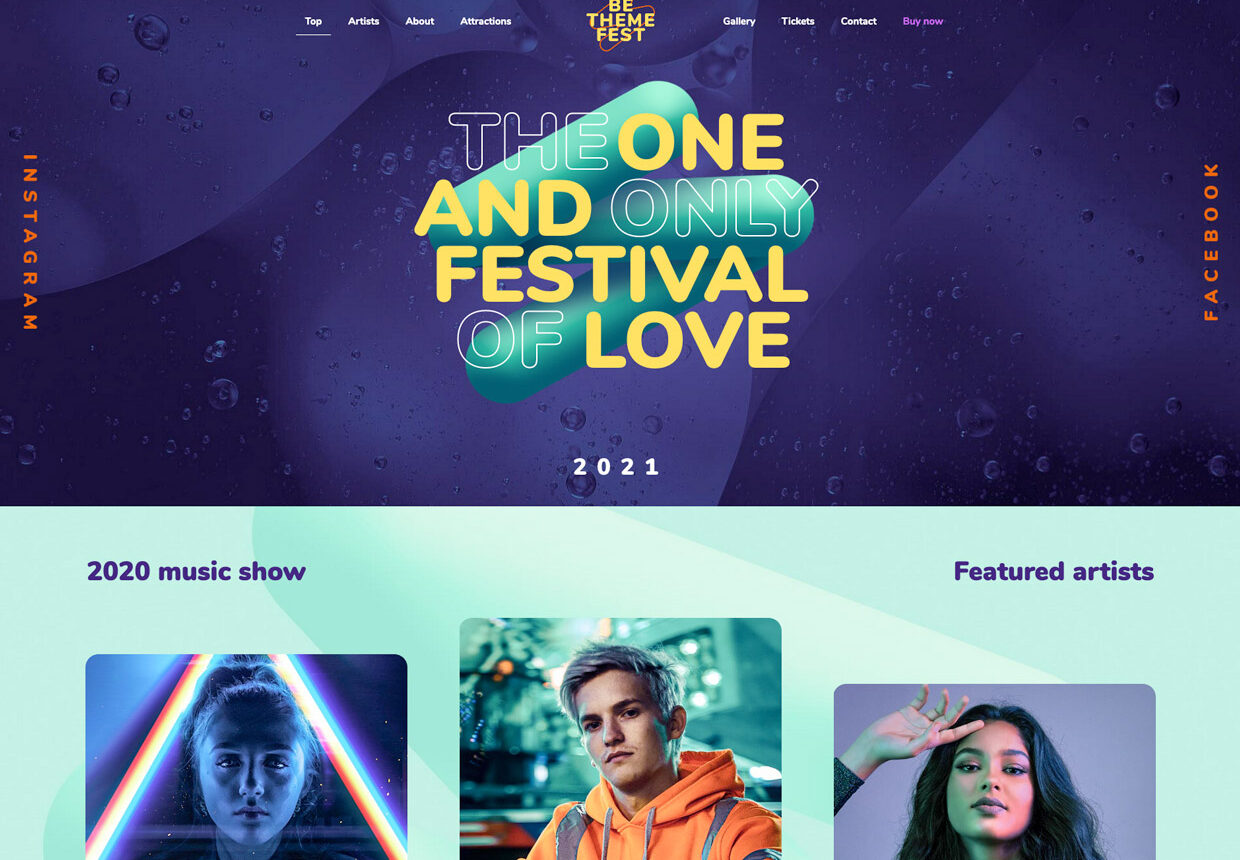 Top Artists About Attractions
BE
THEME
FEST
Gallery Tickets Contact Buy now
INSTAGRAM
THE ONE
AND ONLY
FESTIVAL
OF LOVE
FACEBOOK
2021
2020 music show
Featured artists